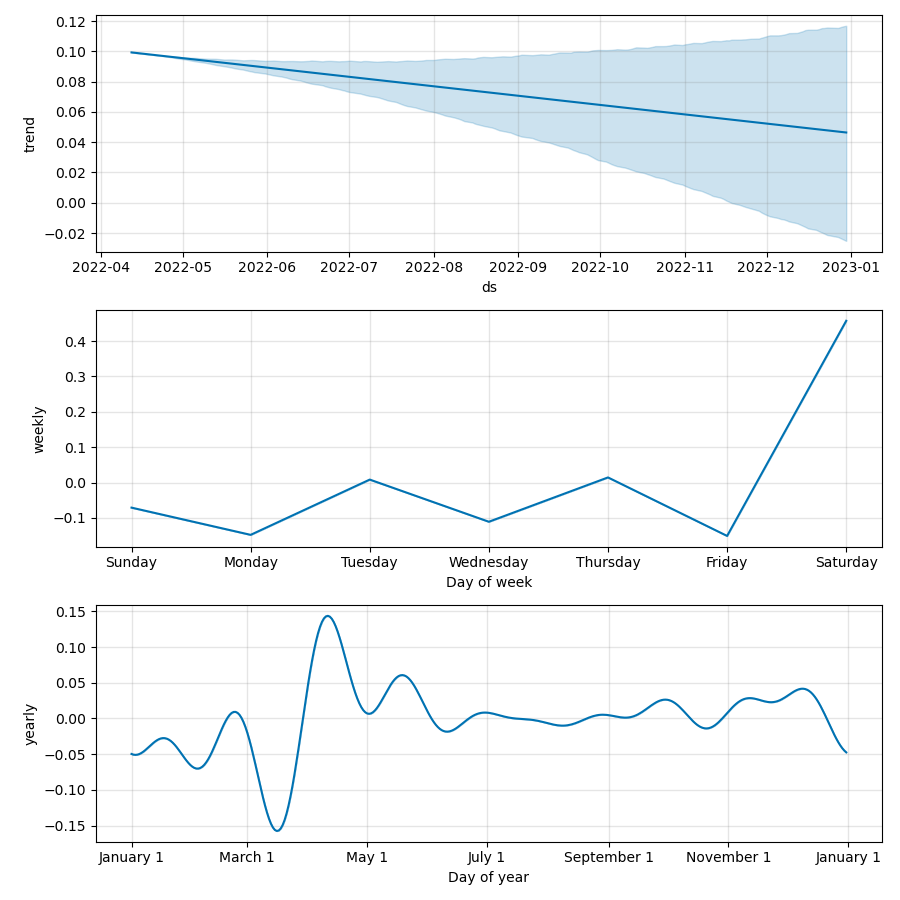 0.12
0.10
0.08
0.06
0.04
0.02
0.00
−0.02
trend
2022-04 2022-05 2022-06 2022-07 2022-08 2022-09 2022-10 2022-11 2022-12 2023-01
ds
0.4
0.3
0.2
0.1
0.0
−0.1
weekly
Sunday Monday Tuesday Wednesday Thursday Friday Saturday
Day of week
0.15
0.10
0.05
0.00
−0.05
−0.10
−0.15
yearly
January 1 March 1 May 1 July 1 September 1 November 1 January 1
Day of year